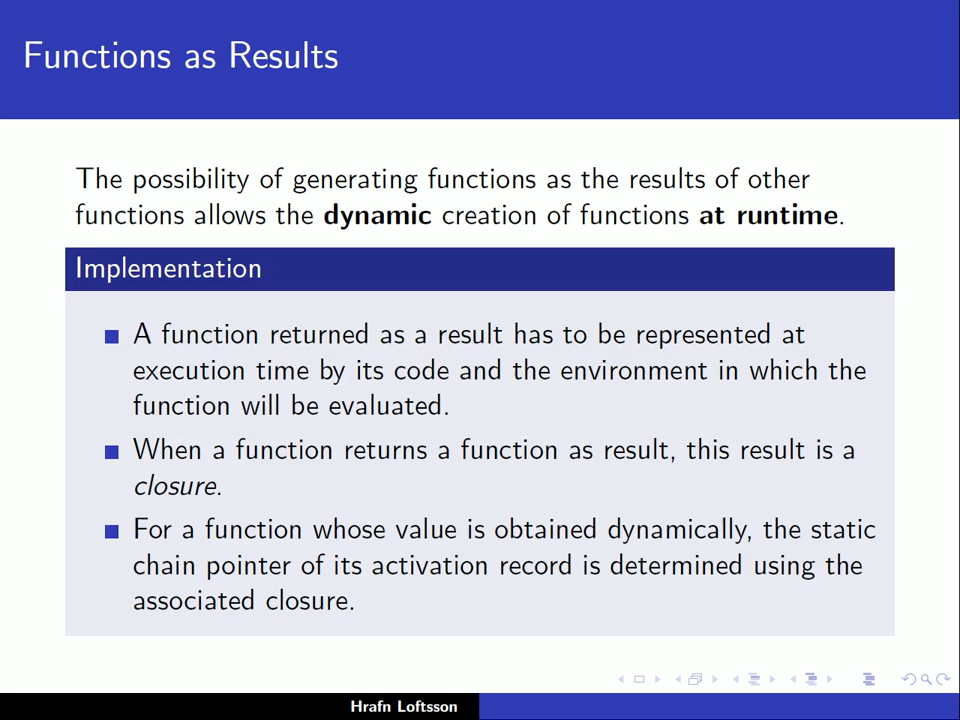 Functions as Results
The possibility of generating functions as the results of other
functions allows the dynamic creation of functions at runtime.
Implementation
A function returned as a result has to be represented at
execution time by its code and the environment in which the
function will be evaluated.
When a function returns a function as result, this result is a
closure.
For a function whose value is obtained dynamically, the static
chain pointer of its activation record is determined using the
associated closure.
Hrafn Loftsson